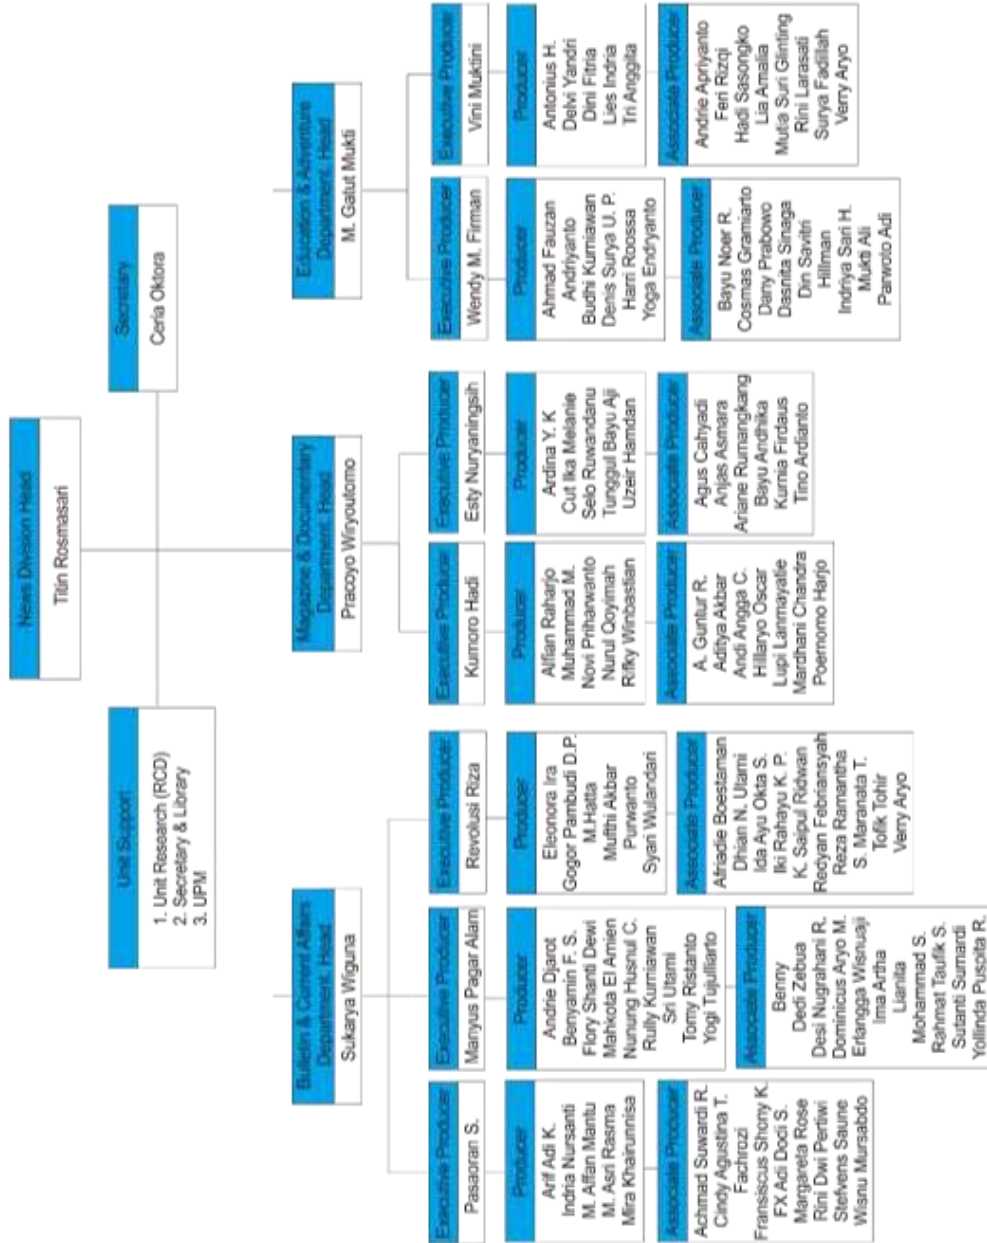 News Division Head
Titin Rosmasari
Unit Support
1. Unit Research (RCD)
2. Secretary & Library
3. UPM
Secretary
Ceria Oktora
Bulletin & Current Affairs
Department. Head
Sukarya Wiguna
Magazine & Documentary
Department. Head
Pracoyo Wiryoutomo
Education & Adventure
Department. Head
M. Gatut Mukti
Executive Producer
Pasaoran S.
Producer
Arif Adi K.
Indria Nursanti
M. Affan Mantu
M. Asri Rasma
Mira Khairunnisa
Associate Producer
Achmad Suwardi R.
Cindy Agustina T.
Fachrozi
Fransiscus Shony K.
FX Adi Dodi S.
Margareta Rose
Rini Dwi Pertiwi
Stefvens Saune
Wisnu Mursabdo
Executive Producer
Manyus Pagar Alam
Producer
Andrie Djarot
Benyamin F. S.
Flory Shanti Dewi
Mahkota El Amien
Nunung Husnul C.
Rully Kurniawan
Sri Utami
Tomy Ristanto
Yogi Tujulliarto
Associate Producer
Benny
Dedi Zebua
Desi Nugrahani R.
Dominicus Aryo M.
Erlangga Wisnuaji
Ima Artha
Lianita
Mohammad S.
Rahmat Taufik S.
Sutanti Sumardi
Yollinda Puspita R.
Executive Producer
Revolusi Riza
Producer
Eleonora Ira
Gogor Pambudi D.P.
M.Hatta
Mufthi Akbar
Purwanto
Syari Wulandari
Associate Producer
Afriadie Boestaman
Dhian N. Utami
Ida Ayu Okta S.
Iki Rahayu K. P.
K. Saipul Ridwan
Redyan Febriansyah
Reza Ramantha
S. Maranata T.
Tofik Tohir
Verry Aryo
Executive Producer
Kumoro Hadi
Producer
Alfian Raharjo
Muhammad M.
Novi Priharwanto
Nurul Qoyimah
Rifky Winbastian
Associate Producer
A. Guntur R.
Aditya Akbar
Andi Angga C.
Hillaryo Oscar
Lupi Lanmayatie
Mardhani Chandra
Poernomo Harjo
Executive Producer
Esty Nuryaningsih
Producer
Ardina Y. K
Cut Ika Melanie
Selo Ruwandanu
Tunggul Bayu Aji
Uzeir Hamdan
Associate Producer
Agus Cahyadi
Anjas Asmara
Ariane Rumangkang
Bayu Andhika
Kurnia Firdaus
Tino Ardianto
Executive Producer
Wendy M. Firman
Producer
Ahmad Fauzan
Andriyanto
Budhi Kurniawan
Denis Surya U. P.
Harri Roossa
Yoga Endryanto
Associate Producer
Bayu Noer R.
Cosmas Gramiarto
Dany Prabowo
Dasnita Sinaga
Din Savitri
Hillman
Indriya Sari H.
Mukti Ali
Parwoto Adi
Executive Producer
Vini Muktini
Producer
Antonius H.
Delvi Yandri
Dini Fitria
Lies Indria
Tri Anggita
Associate Producer
Andrie Apriyanto
Feri Rizqi
Hadi Sasongko
Lia Amalia
Mutia Suri Glinting
Rini Larasati
Surya Fadillah
Verry Aryo